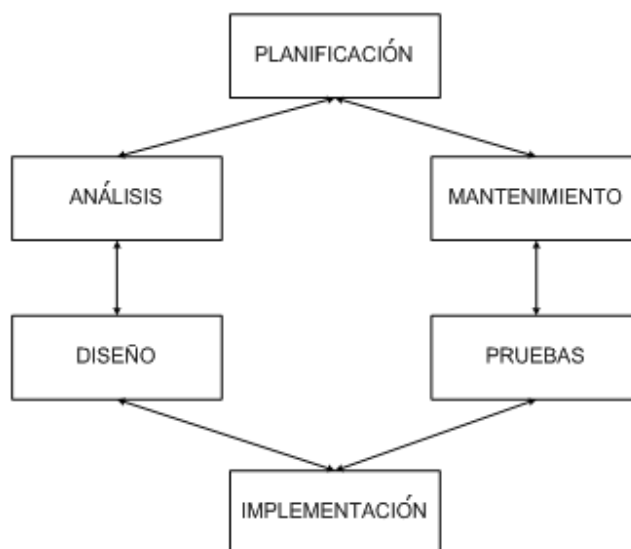 PLANIFICACIÓN
ANÁLISIS
MANTENIMIENTO
DISEÑO
PRUEBAS
IMPLEMENTACIÓN